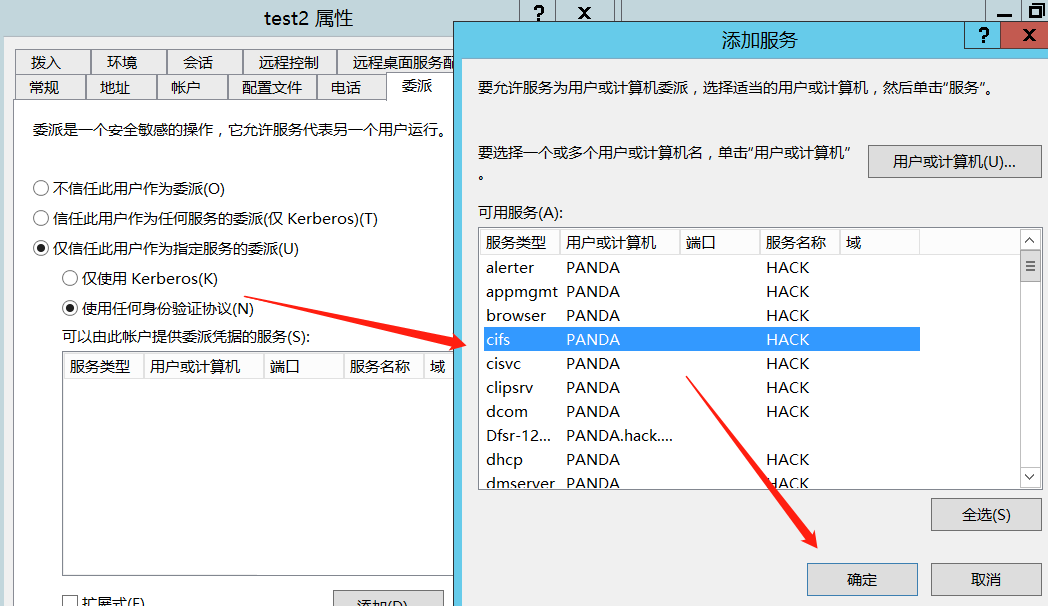 test2 属性
?
拨入 环境 会话 远程控制 远程桌面服务配
常规 地址 帐户 配置文件 电话 委派
委派是一个安全敏感的操作，它允许服务代表另一个用户运行。
不信任此用户作为委派(O)
信任此用户作为任何服务的委派(仅 Kerberos)(T)
仅信任此用户作为指定服务的委派(U)
仅使用 Kerberos(K)
使用任何身份验证协议(N)
可以由此帐户提供委派凭据的服务(S):
服务类型 用户或计算机 端口 服务名称 域
扩展式(E)
添加(D)...
添加服务
?
要允许服务为用户或计算机委派，选择适当的用户或计算机，然后单击“服务”。
要选择一个或多个用户或计算机名，单击“用户或计算机”
。
用户或计算机(U)...
可用服务(A):
服务类型 用户或计算机 端口 服务名称 域
alerter PANDA HACK
appmgmt PANDA HACK
browser PANDA HACK
cifs PANDA HACK
cisvc PANDA HACK
clipsrv PANDA HACK
dcom PANDA HACK
Dfsr-12... PANDA.hack....
dhcp PANDA HACK
dmserver PANDA HACK
全选(S)
确定 取消